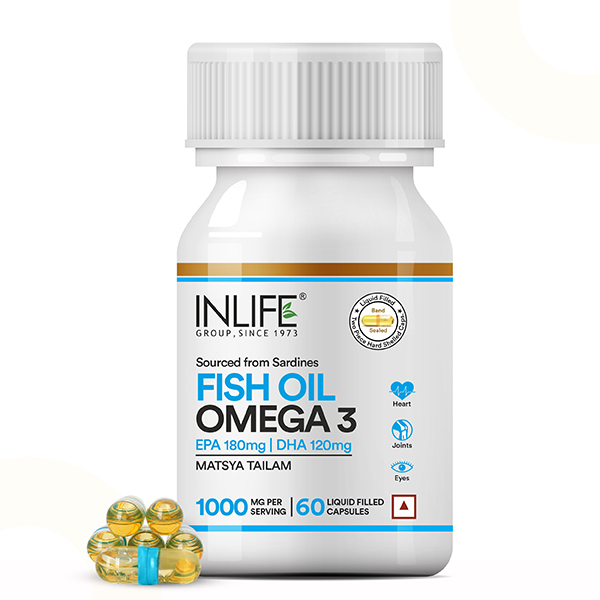 INLIFE®
GROUP, SINCE 1973
Liquid Filled
Two Piece Hard Shelled Caps.
Band
Sealed
Sourced from Sardines
FISH OIL
OMEGA 3
EPA 180mg | DHA 120mg
MATSYA TAILAM
Heart
Joints
Eyes
1000 MG PER SERVING | 60 LIQUID FILLED CAPSULES